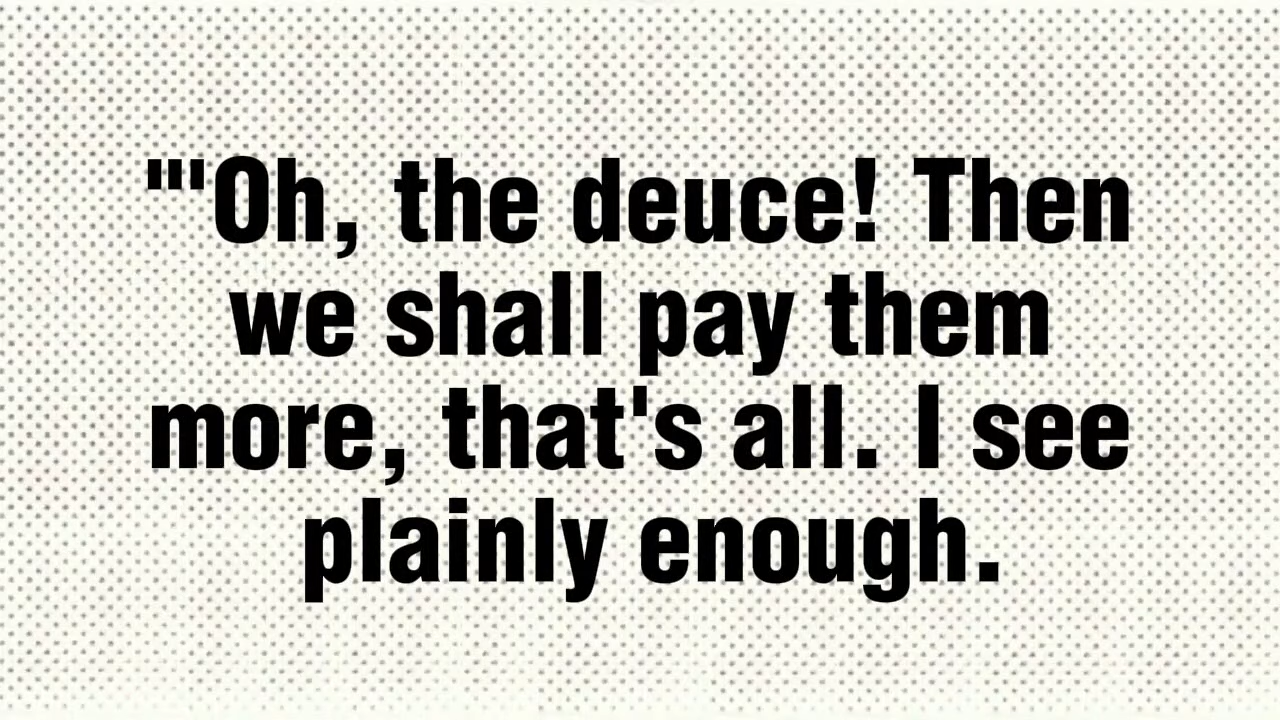 "'Oh, the deuce! Then
we shall pay them
more, that's all. I see
plainly enough.